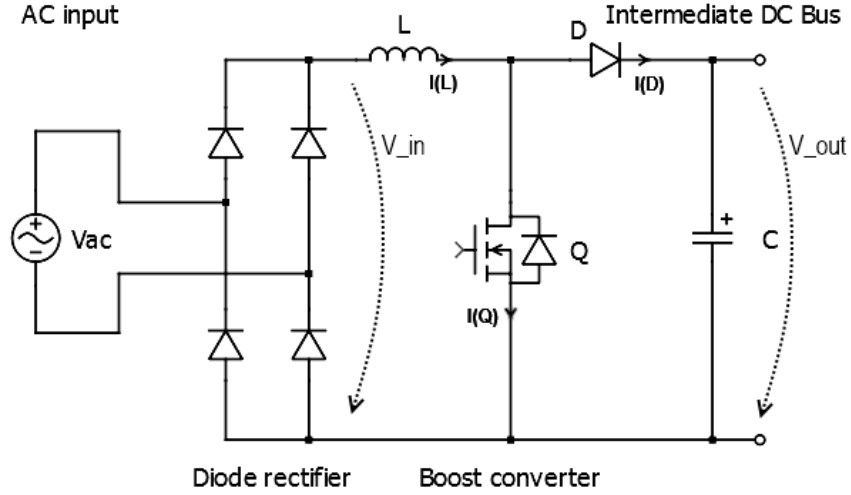 AC input
Intermediate DC Bus
L
D
I(L)
I(D)
V_in
V_out
+
Vac
Q
+
C
I(Q)
Diode rectifier
Boost converter